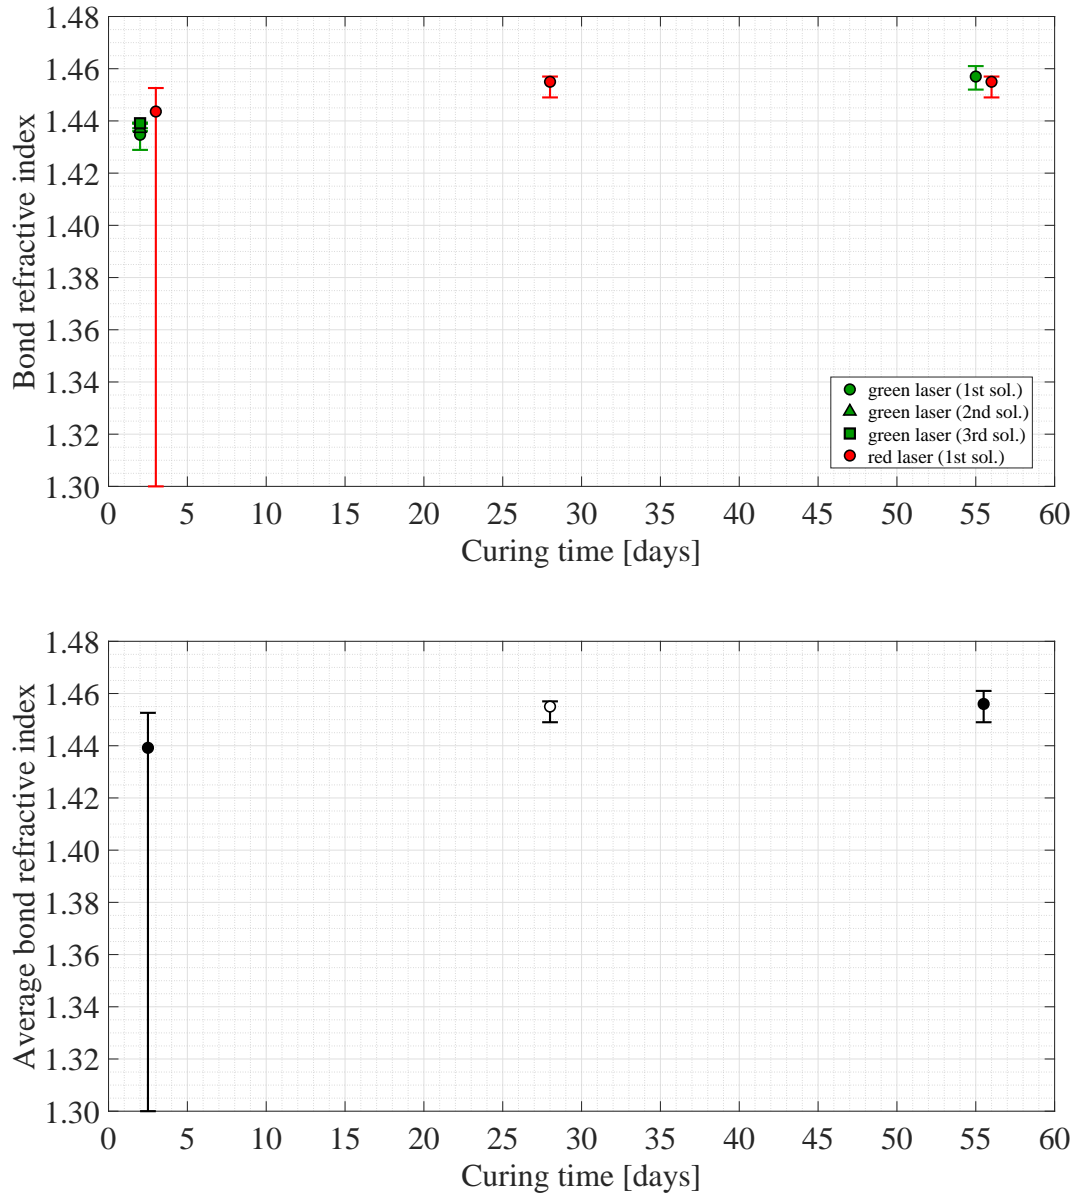 1.48
1.46
1.44
1.42
1.40
1.38
1.36
1.34
1.32
1.30
Bond refractive index
green laser (1st sol.)
green laser (2nd sol.)
green laser (3rd sol.)
red laser (1st sol.)
0 5 10 15 20 25 30 35 40 45 50 55 60
Curing time [days]
1.48
1.46
1.44
1.42
1.40
1.38
1.36
1.34
1.32
1.30
Average bond refractive index
0 5 10 15 20 25 30 35 40 45 50 55 60
Curing time [days]